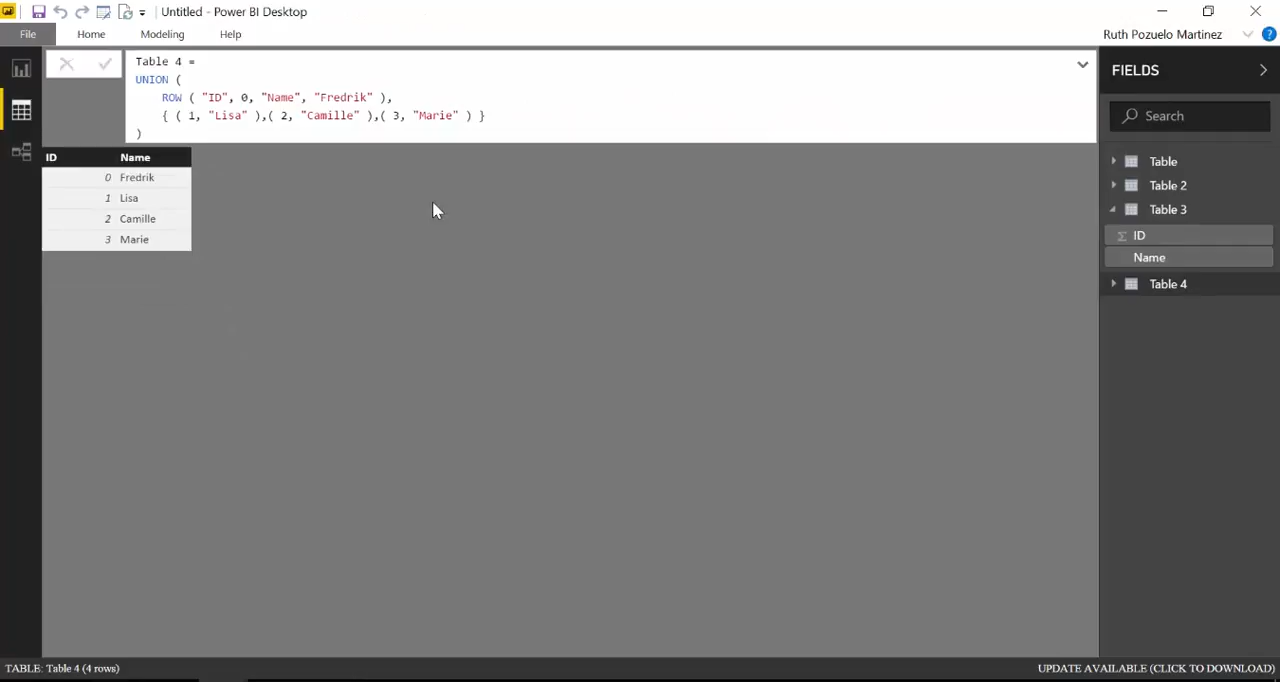 Untitled - Power BI Desktop
File Home Modeling Help
Ruth Pozuelo Martinez ?
Table 4 =
UNION (
ROW ( "ID", 0, "Name", "Fredrik" ),
{ ( 1, "Lisa" ),( 2, "Camille" ),( 3, "Marie" ) }
)
ID Name
0 Fredrik
1 Lisa
2 Camille
3 Marie
FIELDS
Search
Table
Table 2
Table 3
Σ ID
Name
Table 4
TABLE: Table 4 (4 rows)
UPDATE AVAILABLE (CLICK TO DOWNLOAD)